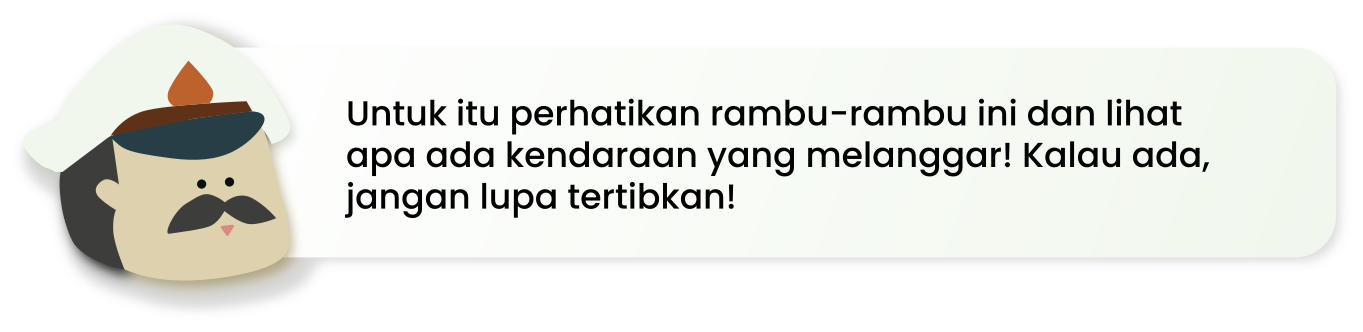 Untuk itu perhatikan rambu-rambu ini dan lihat
apa ada kendaraan yang melanggar! Kalau ada,
jangan lupa tertibkan!